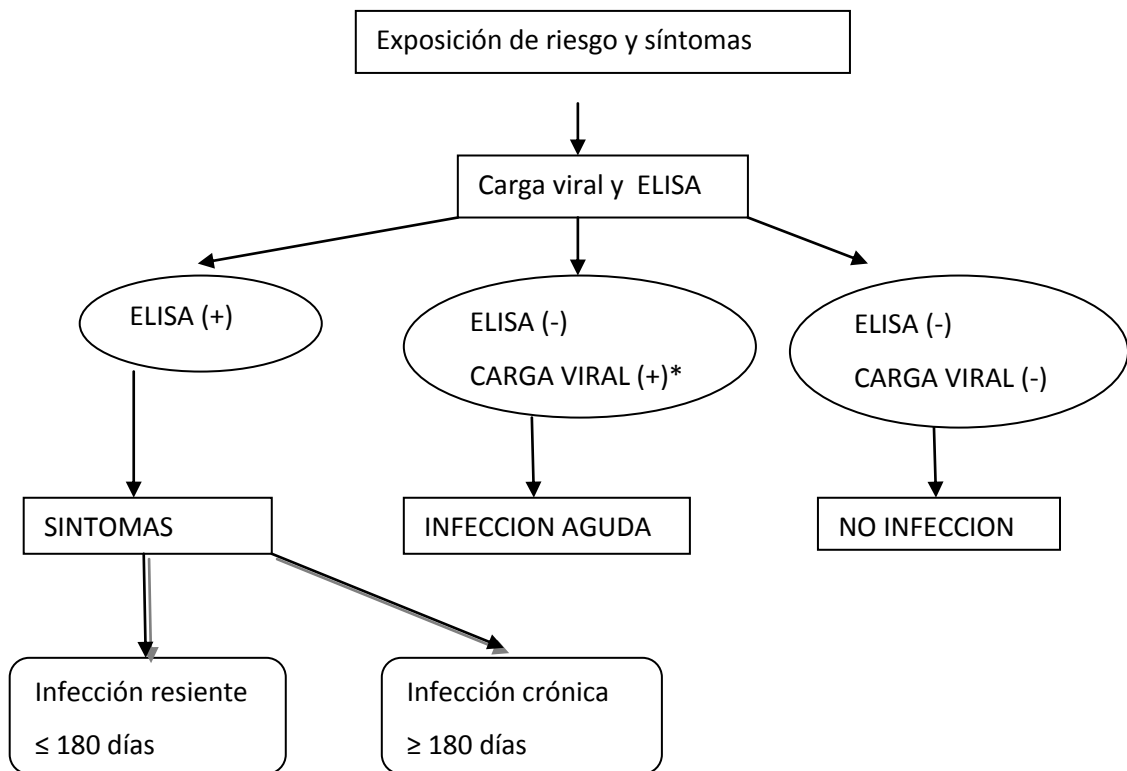 Exposición de riesgo y síntomas
Carga viral y ELISA
ELISA (+)
ELISA (-)
CARGA VIRAL (+)*
ELISA (-)
CARGA VIRAL (-)
SINTOMAS
INFECCION AGUDA
NO INFECCION
Infección resiente
≤ 180 días
Infección crónica
≥ 180 días